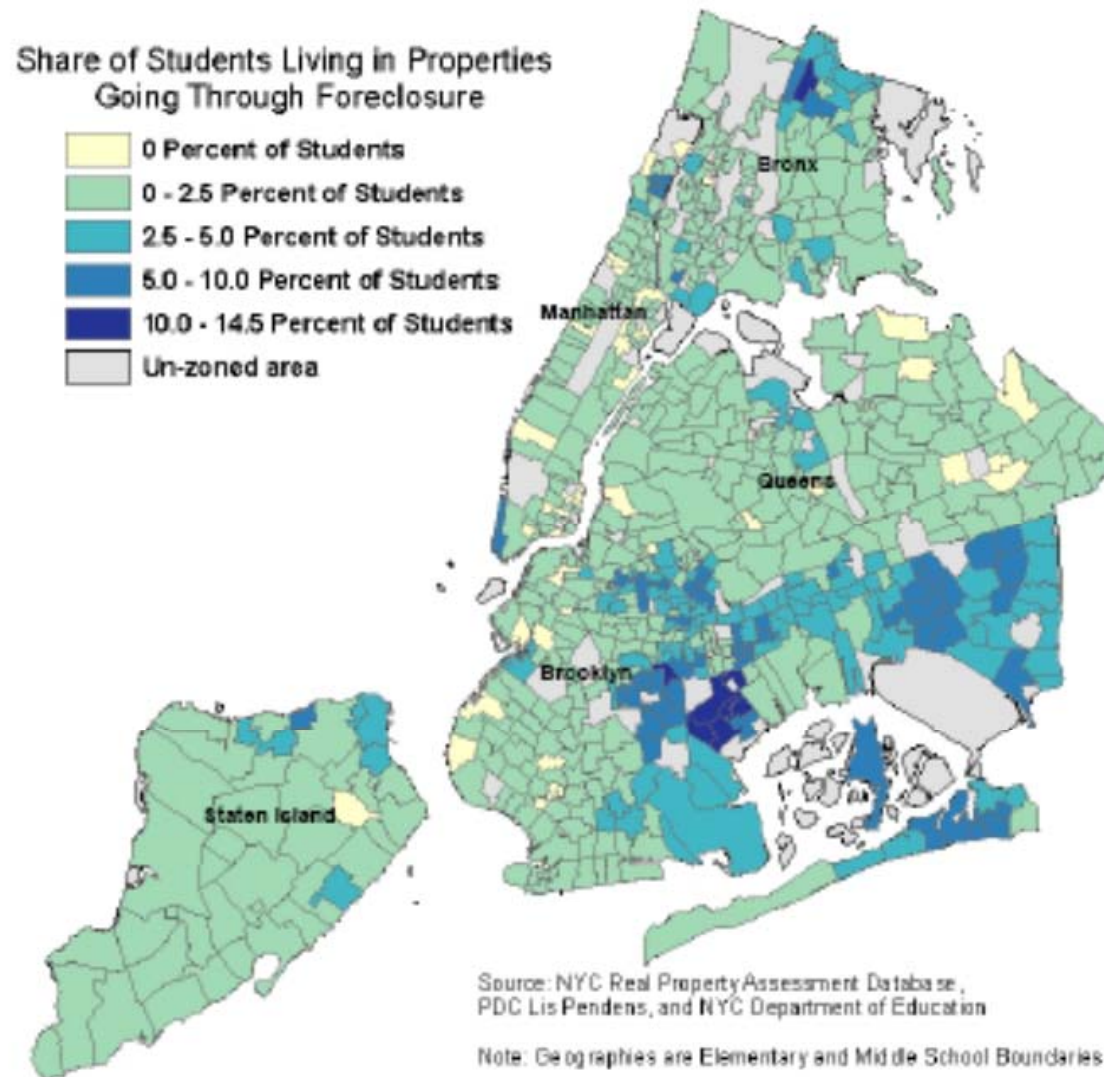 Share of Students Living in Properties
Going Through Foreclosure
0 Percent of Students
0 - 2.5 Percent of Students
2.5 - 5.0 Percent of Students
5.0 - 10.0 Percent of Students
10.0 - 14.5 Percent of Students
Un-zoned area
Bronx
Manhattan
Queens
Brooklyn
Staten Island
Source: NYC Real Property Assessment Database,
PDC Lis Pendens, and NYC Department of Education
Note: Geographies are Elementary and Middle School Boundaries